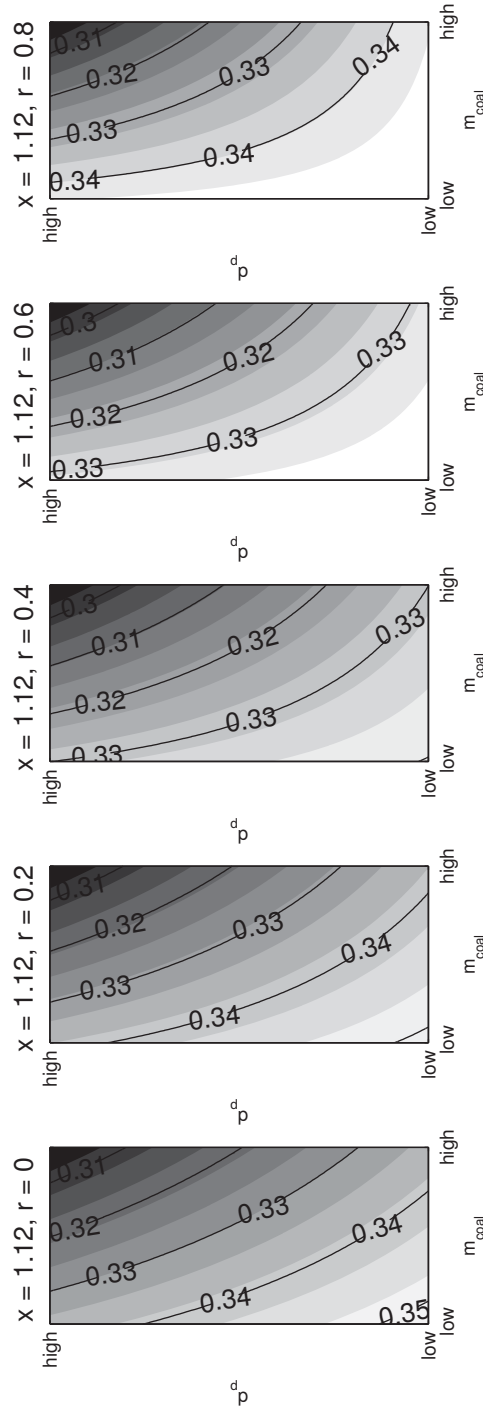 x = 1.12, r = 0.8
high
0.31
0.32
0.33
0.34
0.33
0.34
0.34
low
low
high
dp
m_coal
x = 1.12, r = 0.6
high
0.3
0.31
0.32
0.32
0.33
0.33
0.33
low
low
high
dp
m_coal
x = 1.12, r = 0.4
high
0.3
0.31
0.32
0.32
0.33
0.33
0.33
low
low
high
dp
m_coal
x = 1.12, r = 0.2
high
0.31
0.32
0.33
0.33
0.34
0.34
low
low
high
dp
m_coal
x = 1.12, r = 0
high
0.31
0.32
0.33
0.33
0.34
0.34
0.35
low
low
high
dp
m_coal